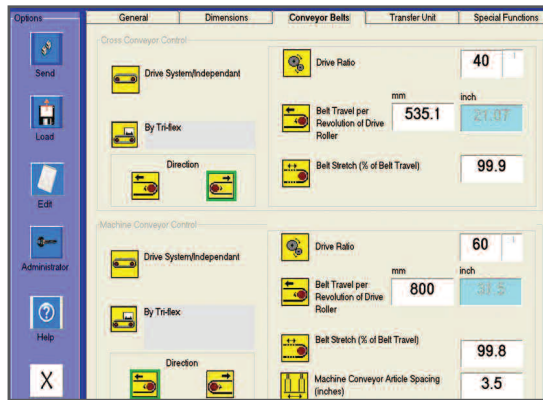 Options
General
Dimensions
Conveyor Belts
Transfer Unit
Special Functions
Send
Load
Edit
Administrator
Help
X
Cross Conveyor Control
Drive System/Independant
By Tri-flex
Direction
Drive Ratio
40
mm
inch
Belt Travel per
Revolution of Drive
Roller
535.1
21.07
Belt Stretch (% of Belt Travel)
99.9
Machine Conveyor Control
Drive System/Independant
By Tri-flex
Direction
Drive Ratio
60
mm
inch
Belt Travel per
Revolution of Drive
Roller
800
Belt Stretch (% of Belt Travel)
99.8
Machine Conveyor Article Spacing
(inches)
3.5